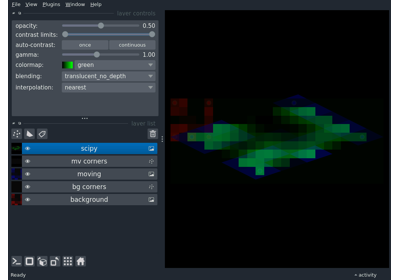 File View Plugins Window Help
layer controls
opacity: 0.50
contrast limits:
auto-contrast: once continuous
gamma: 1.00
colormap: green
blending: translucent_no_depth
interpolation: nearest
layer list
scipy
mv corners
moving
bg corners
background
Ready
activity